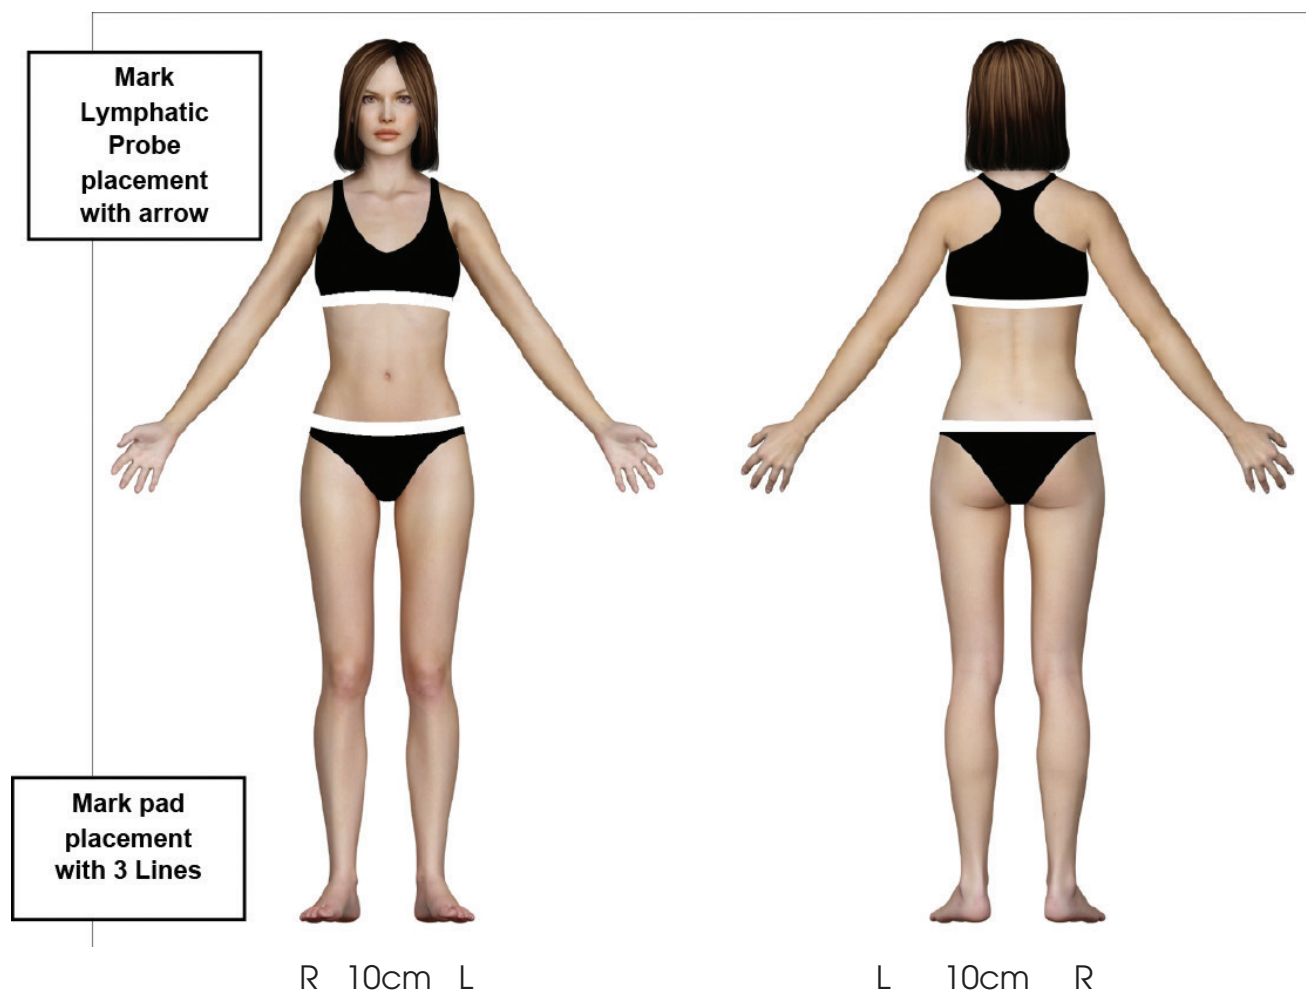 Mark
Lymphatic
Probe
placement
with arrow
Mark pad
placement
with 3 Lines
R 10cm L
L 10cm R